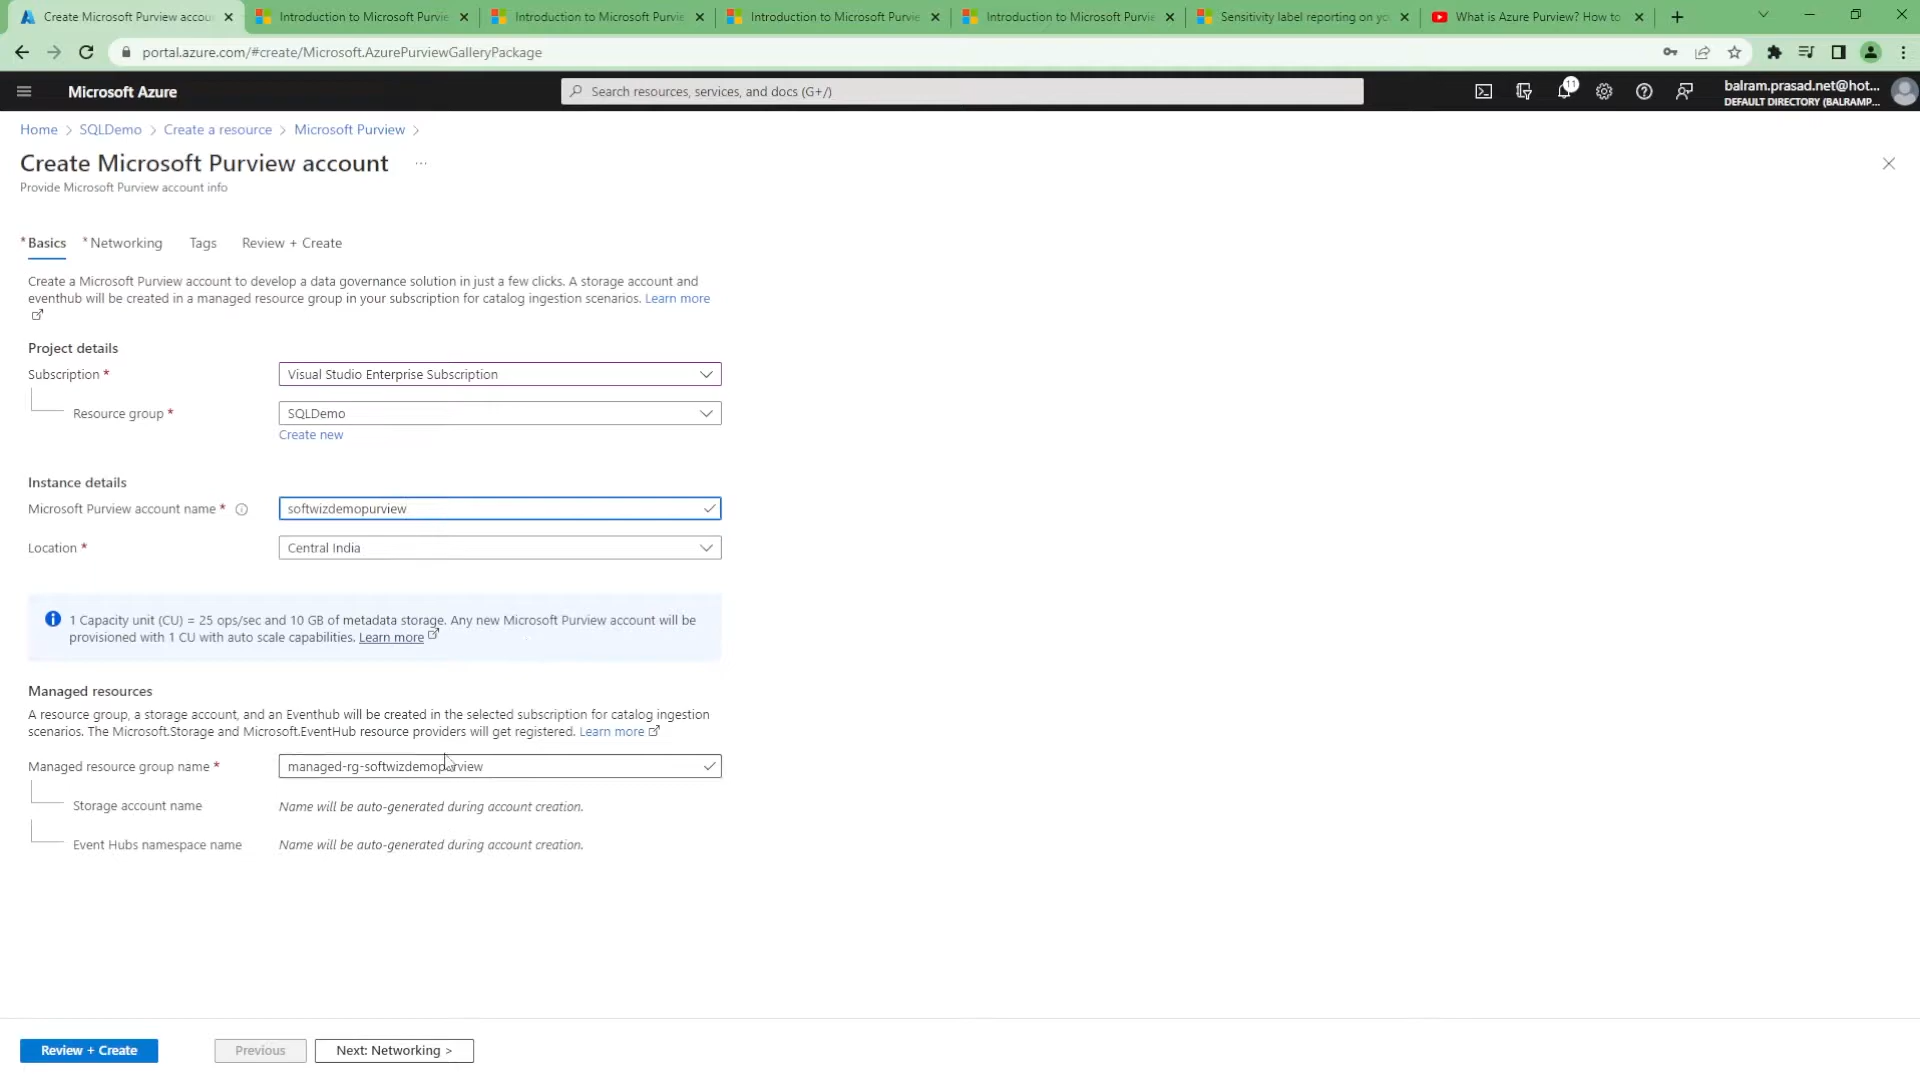 Create Microsoft Purview accou
Introduction to Microsoft Purvie
Introduction to Microsoft Purvie
Introduction to Microsoft Purvie
Introduction to Microsoft Purvie
Sensitivity label reporting on yo
What is Azure Purview? How to
portal.azure.com/#create/Microsoft.AzurePurviewGalleryPackage
Microsoft Azure
Search resources, services, and docs (G+/)
11
balram.prasad.net@hot...
DEFAULT DIRECTORY (BALRAMP...
Home > SQLDemo > Create a resource > Microsoft Purview >
Create Microsoft Purview account ...
Provide Microsoft Purview account info
* Basics * Networking Tags Review + Create
Create a Microsoft Purview account to develop a data governance solution in just a few clicks. A storage account and
eventhub will be created in a managed resource group in your subscription for catalog ingestion scenarios. Learn more
Project details
Subscription * Visual Studio Enterprise Subscription
Resource group * SQLDemo
Create new
Instance details
Microsoft Purview account name * softwizdemopurview
Location * Central India
1 Capacity unit (CU) = 25 ops/sec and 10 GB of metadata storage. Any new Microsoft Purview account will be
provisioned with 1 CU with auto scale capabilities. Learn more
Managed resources
A resource group, a storage account, and an Eventhub will be created in the selected subscription for catalog ingestion
scenarios. The Microsoft.Storage and Microsoft.EventHub resource providers will get registered. Learn more
Managed resource group name * managed-rg-softwizdemopurview
Storage account name Name will be auto-generated during account creation.
Event Hubs namespace name Name will be auto-generated during account creation.
Review + Create Previous Next: Networking >